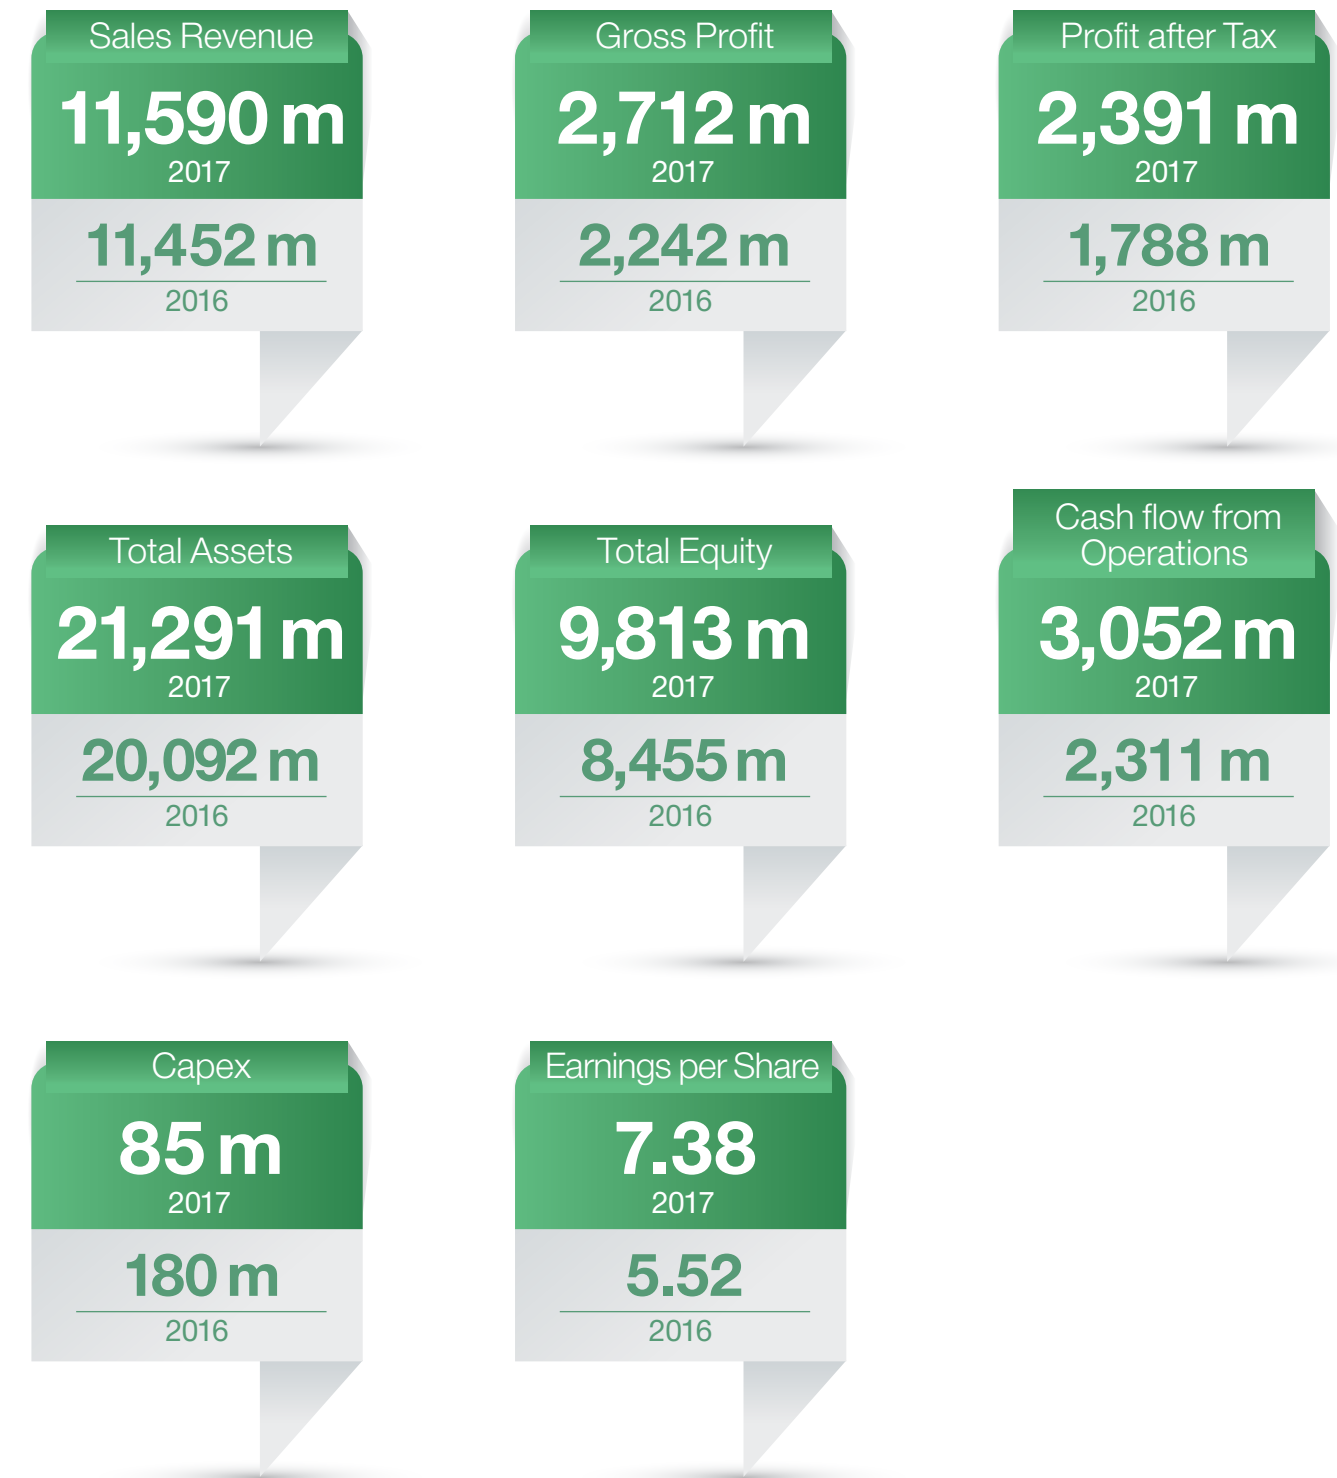 Sales Revenue
11,590 m
2017
11,452 m
2016
Gross Profit
2,712 m
2017
2,242 m
2016
Profit after Tax
2,391 m
2017
1,788 m
2016
Total Assets
21,291 m
2017
20,092 m
2016
Total Equity
9,813 m
2017
8,455 m
2016
Cash flow from
Operations
3,052 m
2017
2,311 m
2016
Capex
85 m
2017
180 m
2016
Earnings per Share
7.38
2017
5.52
2016